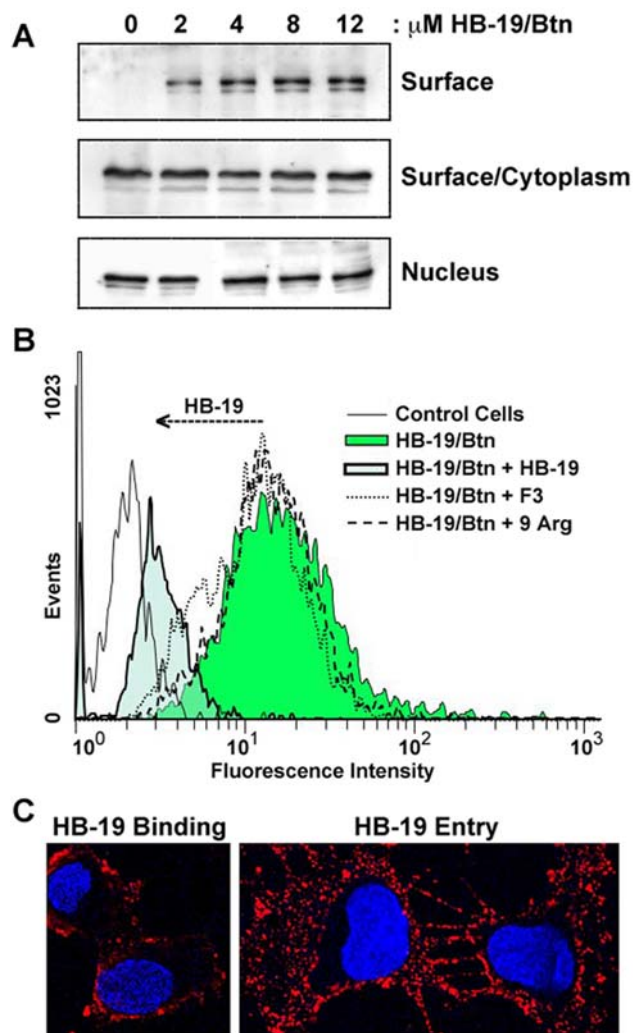 A
0 2 4 8 12 : μM HB-19/Btn
Surface
Surface/Cytoplasm
Nucleus
B
1023
Events
0
HB-19
Control Cells
HB-19/Btn
HB-19/Btn + HB-19
HB-19/Btn + F3
HB-19/Btn + 9 Arg
10⁰ 10¹ 10² 10³
Fluorescence Intensity
C
HB-19 Binding HB-19 Entry